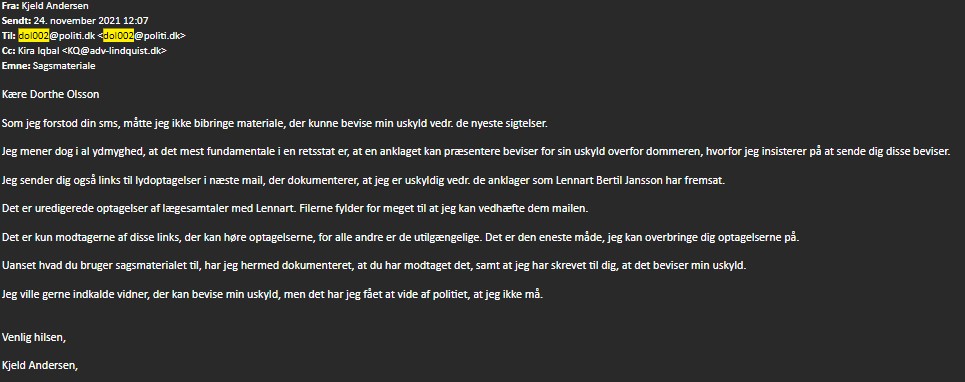 Fra: Kjeld Andersen
Sendt: 24. november 2021 12:07
Til: dol002@politi.dk <dol002@politi.dk>
Cc: Kira Iqbal <KQ@adv-lindquist.dk>
Emne: Sagsmateriale
Kære Dorthe Olsson
Som jeg forstod din sms, måtte jeg ikke bibringe materiale, der kunne bevise min uskyld vedr. de nyeste sigtelser.
Jeg mener dog i al ydmyghed, at det mest fundamentale i en retsstat er, at en anklaget kan præsentere beviser for sin uskyld overfor dommeren, hvorfor jeg insisterer på at sende dig disse beviser.
Jeg sender dig også links til lydoptagelser i næste mail, der dokumenterer, at jeg er uskyldig vedr. de anklager som Lennart Bertil Jansson har fremsat.
Det er uredigerede optagelser af lægesamtaler med Lennart. Filerne fylder for meget til at jeg kan vedhæfte dem mailen.
Det er kun modtagerne af disse links, der kan høre optagelserne, for alle andre er de utilgængelige. Det er den eneste måde, jeg kan overbringe dig optagelserne på.
Uanset hvad du bruger sagsmaterialet til, har jeg hermed dokumenteret, at du har modtaget det, samt at jeg har skrevet til dig, at det beviser min uskyld.
Jeg ville gerne indkalde vidner, der kan bevise min uskyld, men det har jeg fået at vide af politiet, at jeg ikke må.
Venlig hilsen,
Kjeld Andersen,